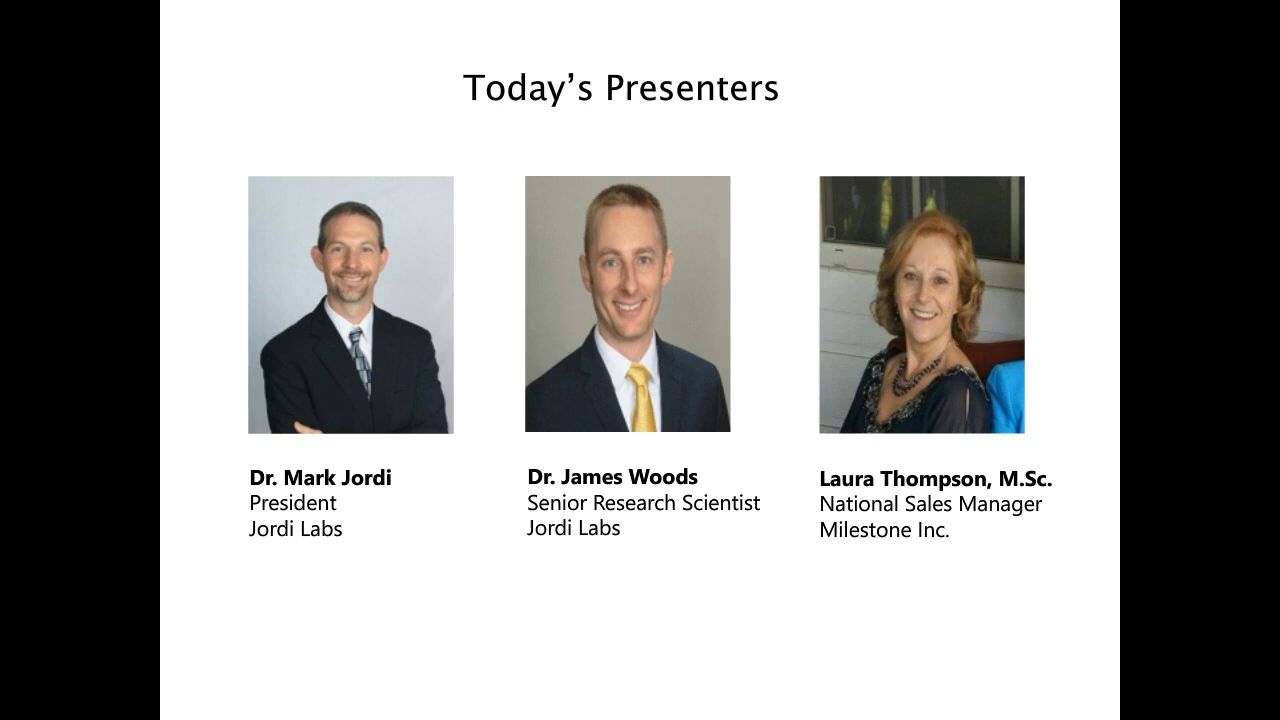 Today’s Presenters
Dr. Mark Jordi
President
Jordi Labs
Dr. James Woods
Senior Research Scientist
Jordi Labs
Laura Thompson, M.Sc.
National Sales Manager
Milestone Inc.